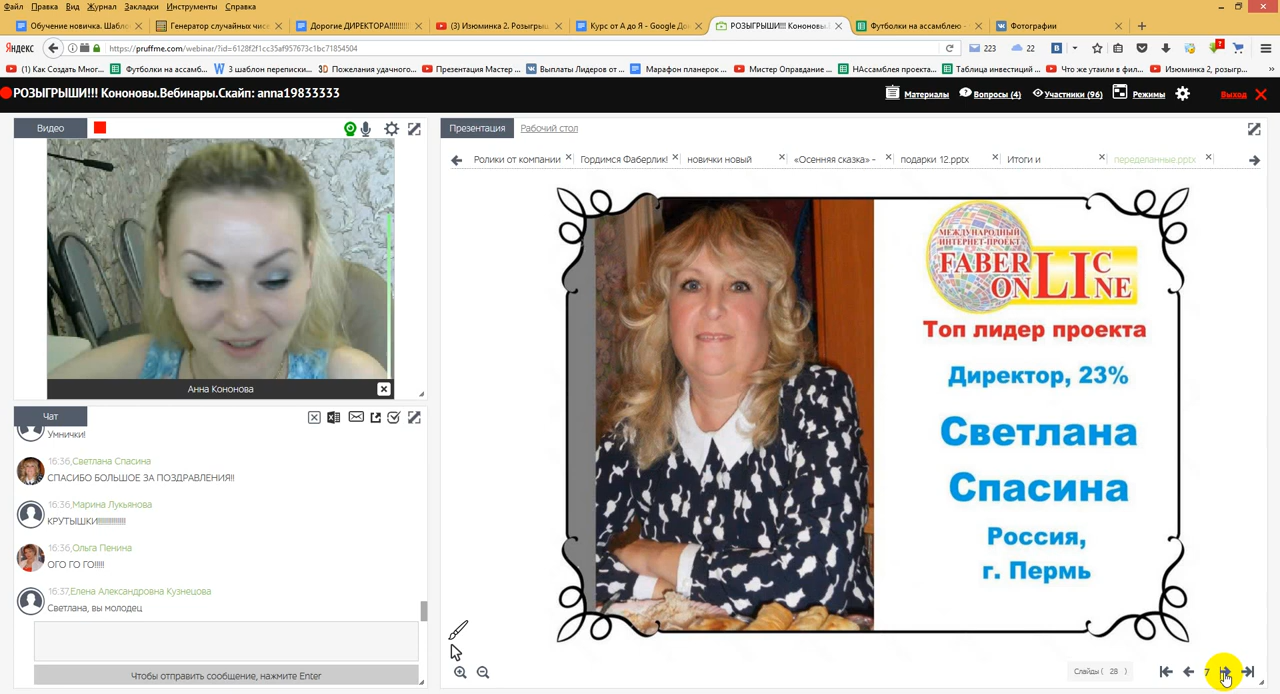 Файл Правка Вид Журнал Закладки Инструменты Справка
Обучение новичка. Шабло
Генератор случайных чисе
Дорогие ДИРЕКТОРА!!!!!!!!
(3) Изюминка 2. Розыгрыш
Курс от А до Я - Google До
РОЗЫГРЫШИ!!! Кононовы.
Футболки на ассамблею -
Фотографии
Яндекс
https://pruffme.com/webinar/?id=6128f2f1cc35af957673c1bc71854504
223
22
7
(1) Как Создать Мног...
Футболки на ассамб...
3 шаблон переписки...
Пожелания удачного...
Презентация Мастер ...
Выплаты Лидеров от ...
Марафон планерок ...
Мистер Оправдание ...
НАссамблея проекта...
Таблица инвестиций ...
Что же утаили в фил...
Изюминка 2, розыгр...
РОЗЫГРЫШИ!!! Кононовы.Вебинары.Скайп: anna19833333
Материалы
Вопросы (4)
Участники (96)
Режимы
Выход
Видео
Презентация
Рабочий стол
Ролики от компании
Гордимся Фаберлик!
новички новый
«Осенняя сказка» -
подарки 12.pptx
Итоги и
переделанные.pptx
Анна Кононова
Чат
Умнички!
16:36,Светлана Спасина
СПАСИБО БОЛЬШОЕ ЗА ПОЗДРАВЛЕНИЯ!!
16:36,Марина Лукьянова
КРУТЫШКИ!!!!!!!!!!!!!!
16:36,Ольга Пенина
ОГО ГО ГО!!!!!
16:37,Елена Александровна Кузнецова
Светлана, вы молодец
Чтобы отправить сообщение, нажмите Enter
МЕЖДУНАРОДНЫЙ
ИНТЕРНЕТ-ПРОЕКТ
FABERLIC
ONLINE
Топ лидер проекта
Директор, 23%
Светлана
Спасина
Россия,
г. Пермь
Слайды ( 28 )
7